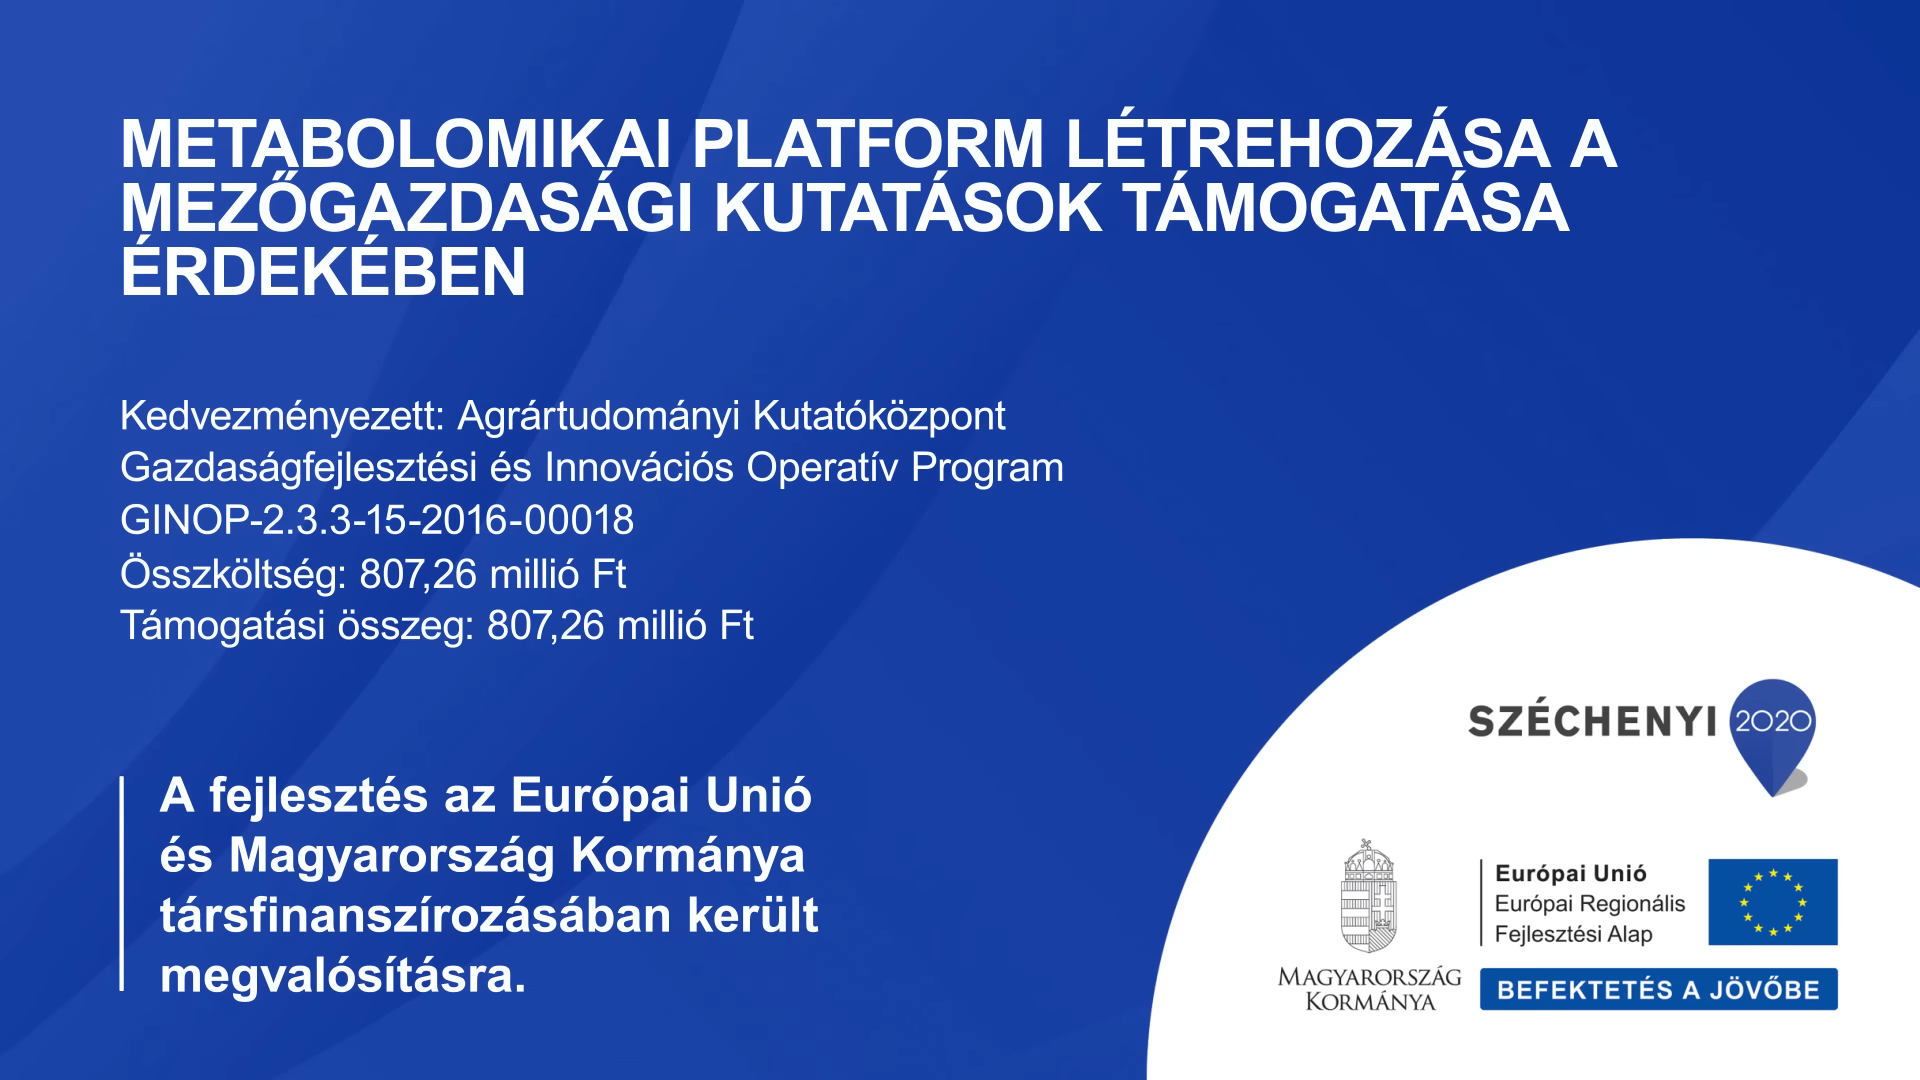 METABOLOMIKAI PLATFORM LÉTREHOZÁSA A
MEZŐGAZDASÁGI KUTATÁSOK TÁMOGATÁSA
ÉRDEKÉBEN
Kedvezményezett: Agrártudományi Kutatóközpont
Gazdaságfejlesztési és Innovációs Operatív Program
GINOP-2.3.3-15-2016-00018
Összköltség: 807,26 millió Ft
Támogatási összeg: 807,26 millió Ft
A fejlesztés az Európai Unió
és Magyarország Kormánya
társfinanszírozásában került
megvalósításra.
SZÉCHENYI 2020
MAGYARORSZÁG
KORMÁNYA
Európai Unió
Európai Regionális
Fejlesztési Alap
BEFEKTETÉS A JÖVŐBE